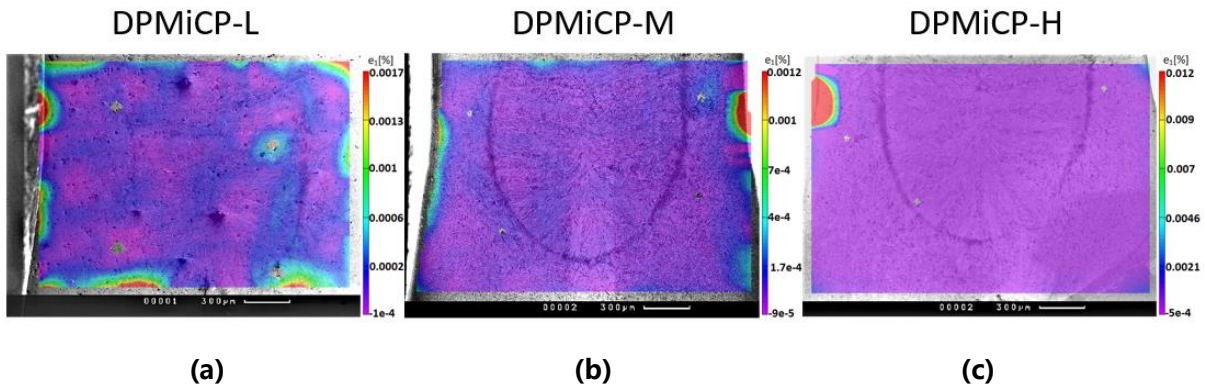 DPMiCP-L
DPMiCP-M
DPMiCP-H
e₁[%]
0.0017
0.0013
0.001
0.0006
0.0002
-1e-4
00001 300µm
e₁[%]
0.0012
0.001
7e-4
4e-4
1.7e-4
-9e-5
00002 300µm
e₁[%]
0.012
0.009
0.007
0.0046
0.0021
-5e-4
00002 300µm
(a)
(b)
(c)